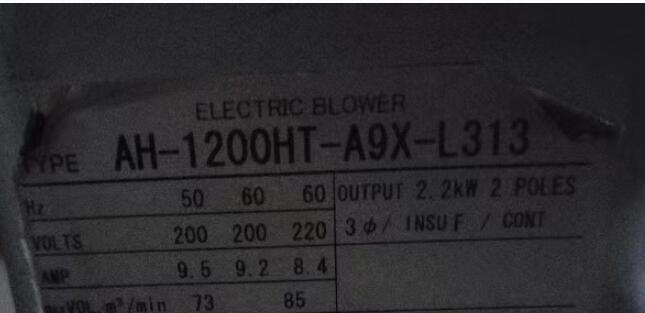 ELECTRIC BLOWER
TYPE AH-1200HT-A9X-L313
Hz 50 60 60 OUTPUT 2.2kW 2 POLES
VOLTS 200 200 220 3φ/ INSU F / CONT
AMP 9.5 9.2 8.4
VOL m³/min 73 85